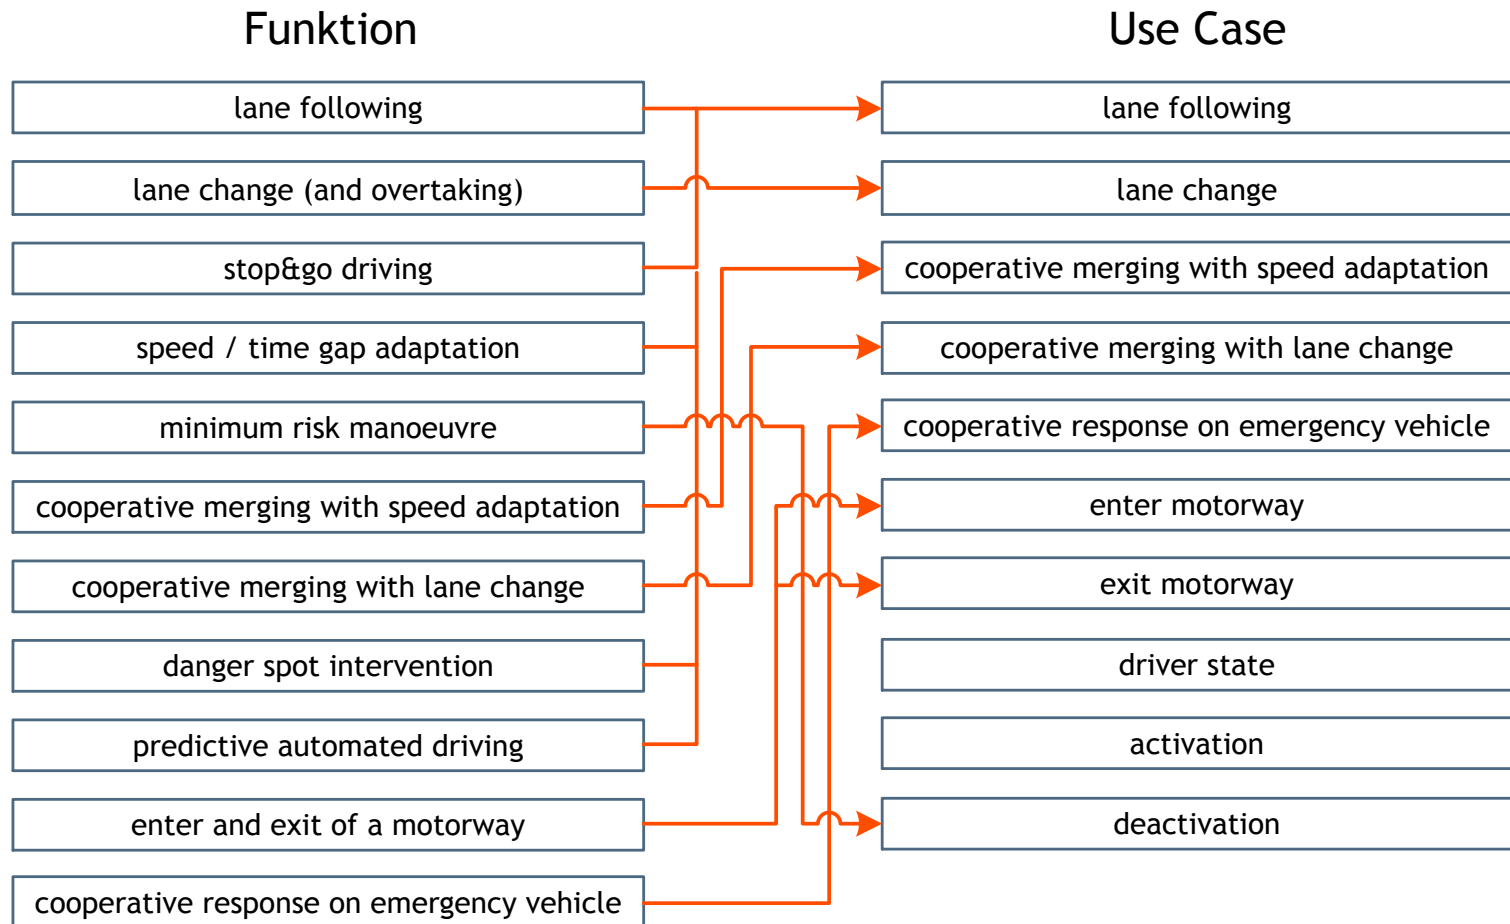 Funktion
Use Case
lane following
lane following
lane change (and overtaking)
lane change
stop&go driving
cooperative merging with speed adaptation
speed / time gap adaptation
cooperative merging with lane change
minimum risk manoeuvre
cooperative response on emergency vehicle
cooperative merging with speed adaptation
enter motorway
cooperative merging with lane change
exit motorway
danger spot intervention
driver state
predictive automated driving
activation
enter and exit of a motorway
deactivation
cooperative response on emergency vehicle